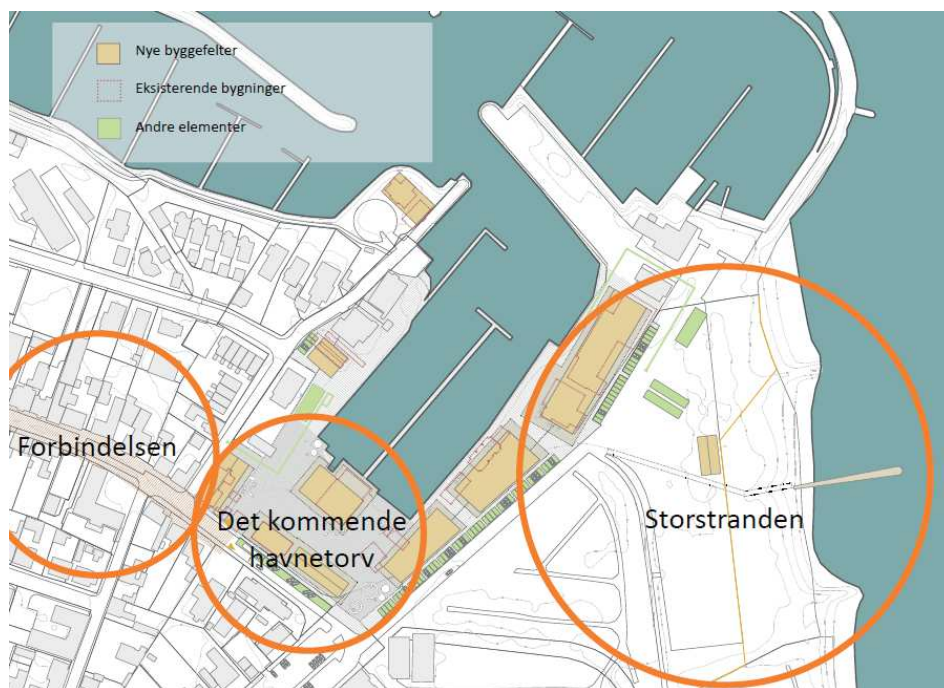 Nye byggefelter
Eksisterende bygninger
Andre elementer
Forbindelsen
Det kommende
havnetorv
Storstranden